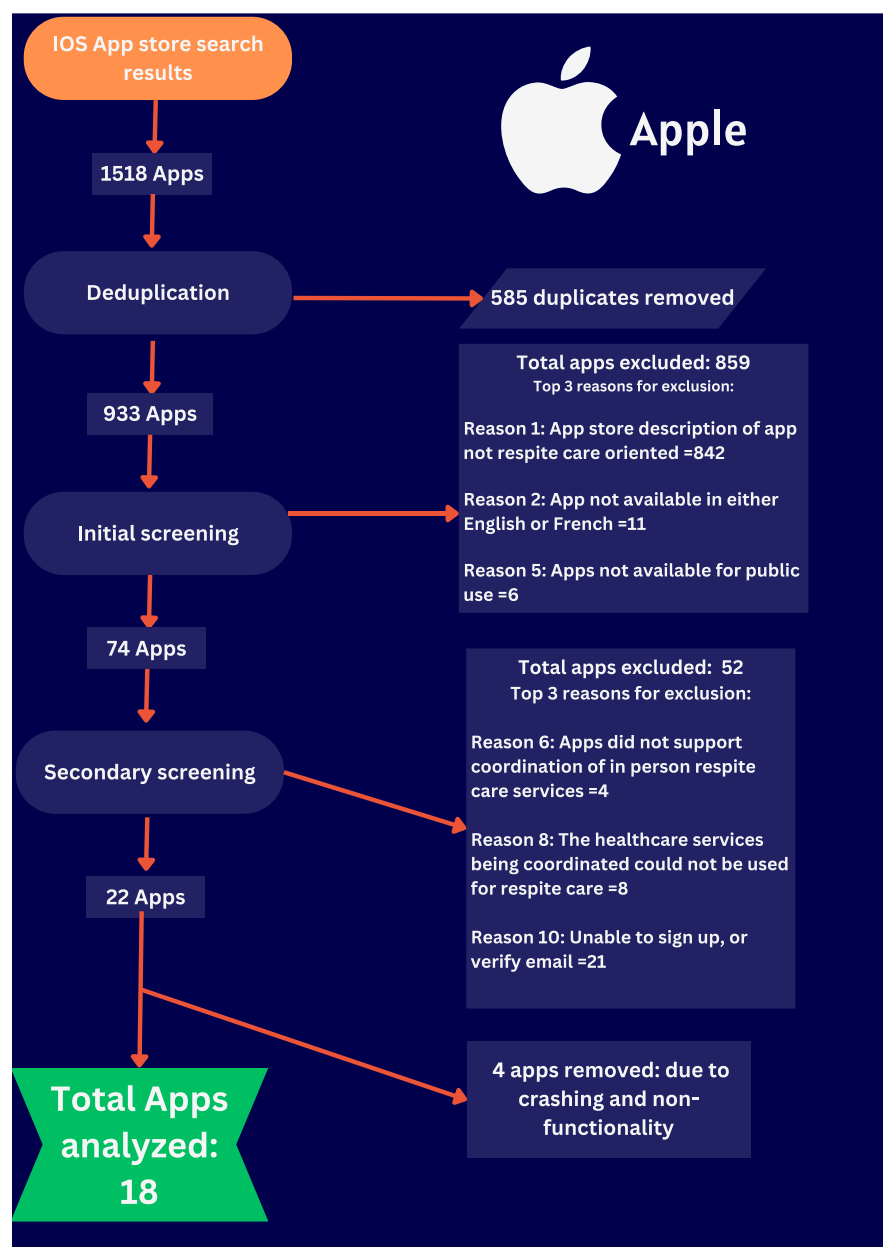 IOS App store search
results
Apple
1518 Apps
Deduplication
585 duplicates removed
933 Apps
Total apps excluded: 859
Top 3 reasons for exclusion:
Reason 1: App store description of app
not respite care oriented =842
Reason 2: App not available in either
English or French =11
Reason 5: Apps not available for public
use =6
Initial screening
74 Apps
Total apps excluded:  52
Top 3 reasons for exclusion:
Reason 6: Apps did not support
coordination of in person respite
care services =4
Reason 8: The healthcare services
being coordinated could not be used
for respite care =8
Reason 10: Unable to sign up, or
verify email =21
Secondary screening
22 Apps
4 apps removed: due to
crashing and non-
functionality
Total Apps
analyzed:
18